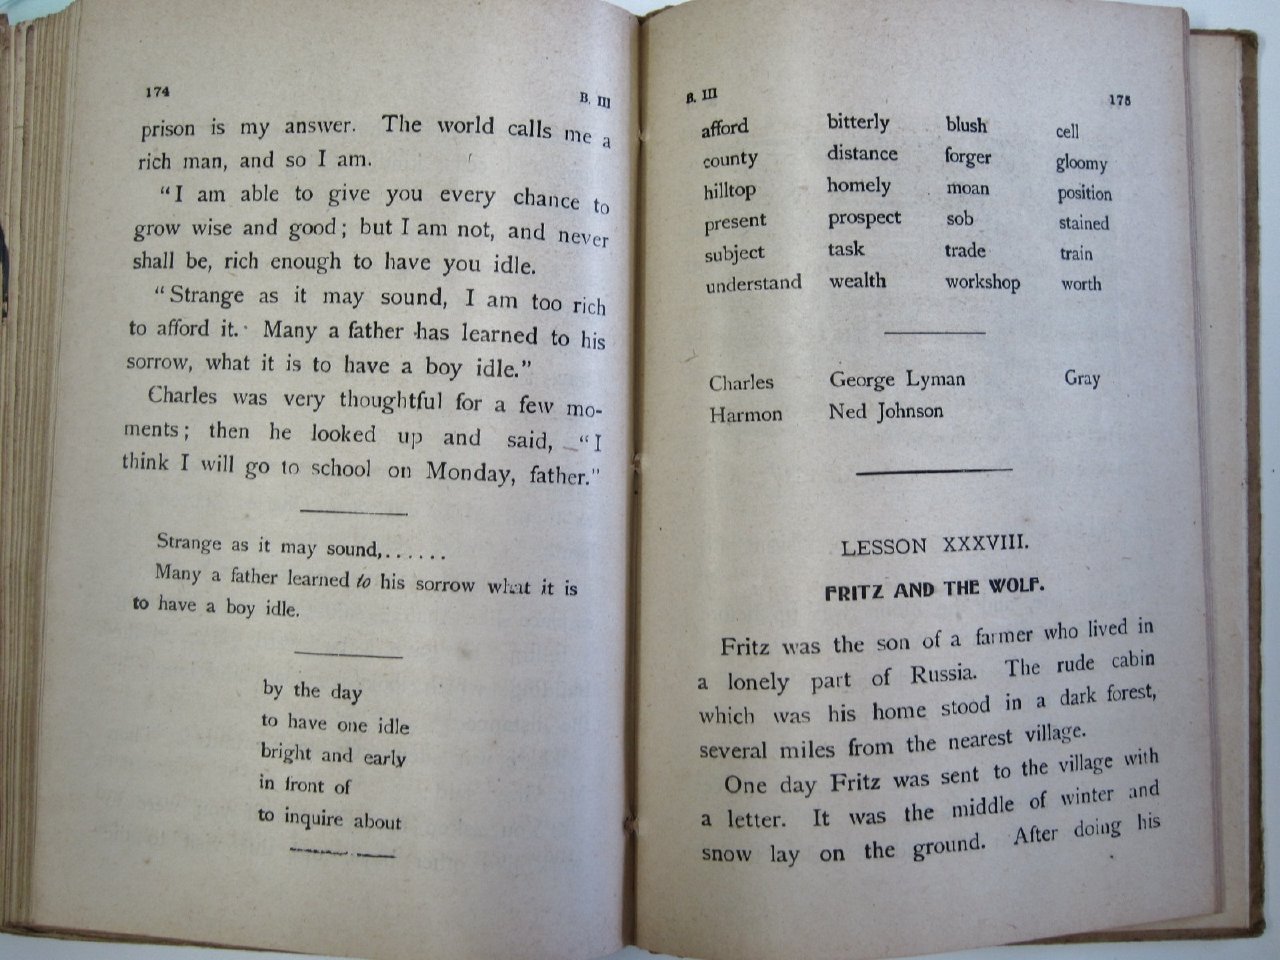 174
B. III
prison is my answer. The world calls me a
rich man, and so I am.
"I am able to give you every chance to
grow wise and good; but I am not, and never
shall be, rich enough to have you idle.
"Strange as it may sound, I am too rich
to afford it. Many a father has learned to his
sorrow, what it is to have a boy idle."
Charles was very thoughtful for a few mo-
ments; then he looked up and said, "I
think I will go to school on Monday, father."
Strange as it may sound,......
Many a father learned to his sorrow what it is
to have a boy idle.
by the day
to have one idle
bright and early
in front of
to inquire about
B. III
175
afford bitterly blush cell
county distance forger gloomy
hilltop homely moan position
present prospect sob stained
subject task trade train
understand wealth workshop worth
Charles George Lyman Gray
Harmon Ned Johnson
LESSON XXXVIII.
FRITZ AND THE WOLF.
Fritz was the son of a farmer who lived in
a lonely part of Russia. The rude cabin
which was his home stood in a dark forest,
several miles from the nearest village.
One day Fritz was sent to the village with
a letter. It was the middle of winter and
snow lay on the ground. After doing his